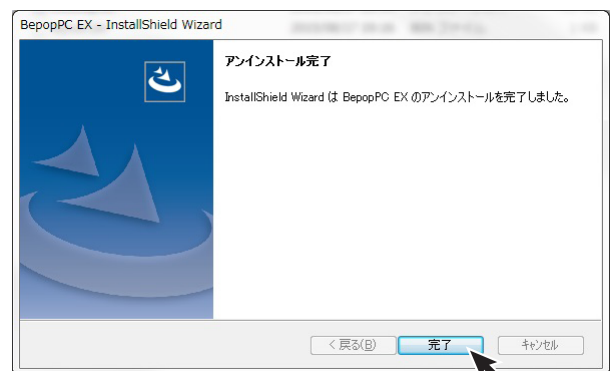 BepopPC EX - InstallShield Wizard
アンインストール完了
InstallShield Wizard は BepopPC EX のアンインストールを完了しました。
< 戻る(B)
完了
キャンセル